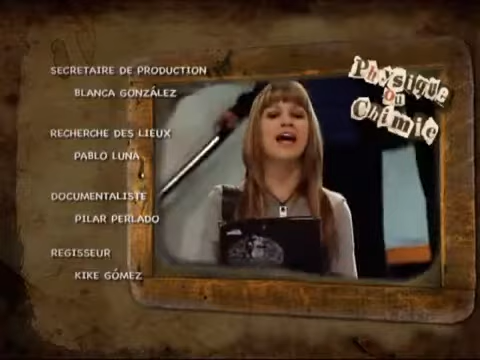 SECRETAIRE DE PRODUCTION
BLANCA GONZÁLEZ
RECHERCHE DES LIEUX
PABLO LUNA
DOCUMENTALISTE
PILAR PERLADO
REGISSEUR
KIKE GÓMEZ
Physique
ou
Chimie